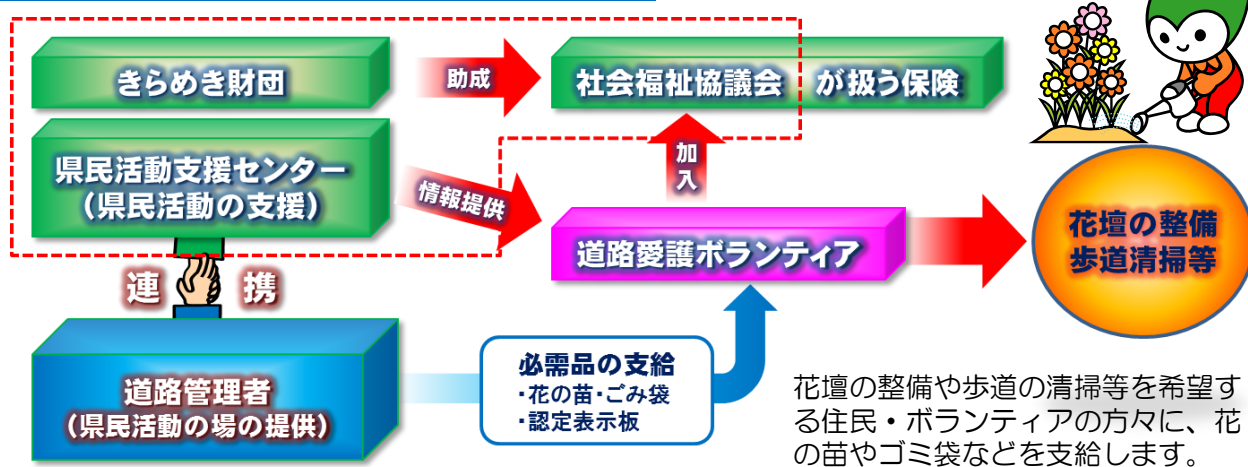 きらめき財団
助成
社会福祉協議会 が扱う保険
県民活動支援センター
(県民活動の支援)
情報提供
加
入
道路愛護ボランティア
花壇の整備
歩道清掃等
連 携
道路管理者
(県民活動の場の提供)
必需品の支給
・花の苗・ごみ袋
・認定表示板
花壇の整備や歩道の清掃等を希望す
る住民・ボランティアの方々に、花
の苗やゴミ袋などを支給します。